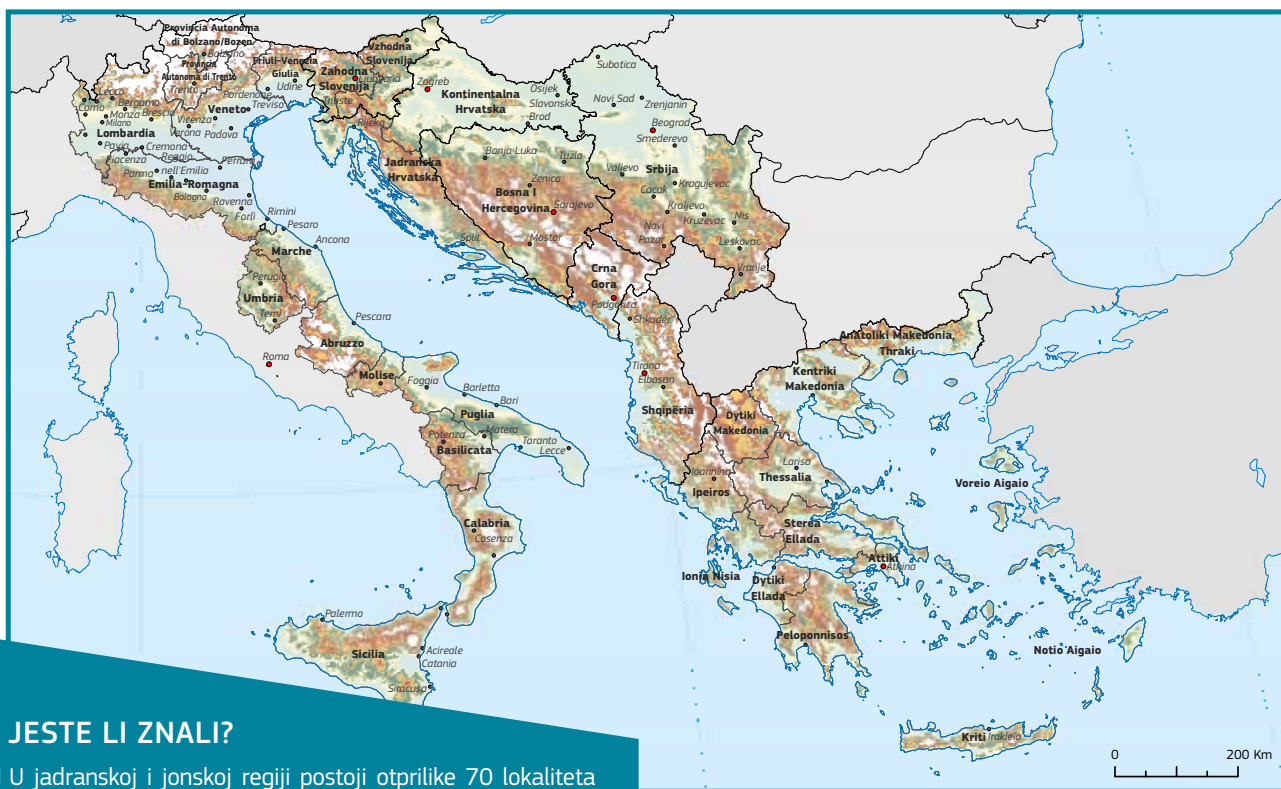 Provincia Autonoma
di Bolzano/Bozen
Bolzano
Provincia
Autonoma di Trento
Trento
Friuli-Venezia
Giulia
Udine
Pordenone
Treviso
Veneto
Vitenza
Verona
Padova
Lecco
Bergamo
Como
Monza
Brescia
Milano
Lombardia
Pavia
Cremona
Piacenza
Reggio
nell'Emilia
Parma
Ferrara
Emilia-Romagna
Bologna
Ravenna
Forlì
Rimini
Pesaro
Ancona
Marche
Perugia
Umbria
Terni
Pescara
Abruzzo
Roma
Molise
Foggia
Barletta
Bari
Puglia
Matera
Potenza
Basilicata
Taranto
Lecce
Calabria
Cosenza
Palermo
Sicilia
Acireale
Catania
Siracusa
Vzhodna
Slovenija
Zahodna
Slovenija
Ljubljana
Trieste
Rijeka
Zagreb
Kontinentalna
Hrvatska
Osijek
Slavonski
Brod
Jadranska
Hrvatska
Split
Banja Luka
Tuzla
Zenica
Bosna I
Hercegovina
Sarajevo
Mostar
Subotica
Novi Sad
Zrenjanin
Beograd
Smederevo
Valjevo
Srbija
Kragujevac
Cacak
Kraljevo
Kruzevac
Nis
Novi
Pazar
Leskovac
Vranje
Crna
Gora
Podgorica
Shkoder
Tirana
Elbasan
Shqipëria
Anatoliki Makedonia
Thraki
Kentriki
Makedonia
Dytiki
Makedonia
Larisa
Thessalia
Ioannina
Ipeiros
Sterea
Ellada
Attiki
Athina
Ionia Nisia
Dytiki
Ellada
Peloponnisos
Voreio Aigaio
Notio Aigaio
Kriti
Irakleio
0 200 Km
JESTE LI ZNALI?
U jadranskoj i jonskoj regiji postoji otprilike 70 lokaliteta